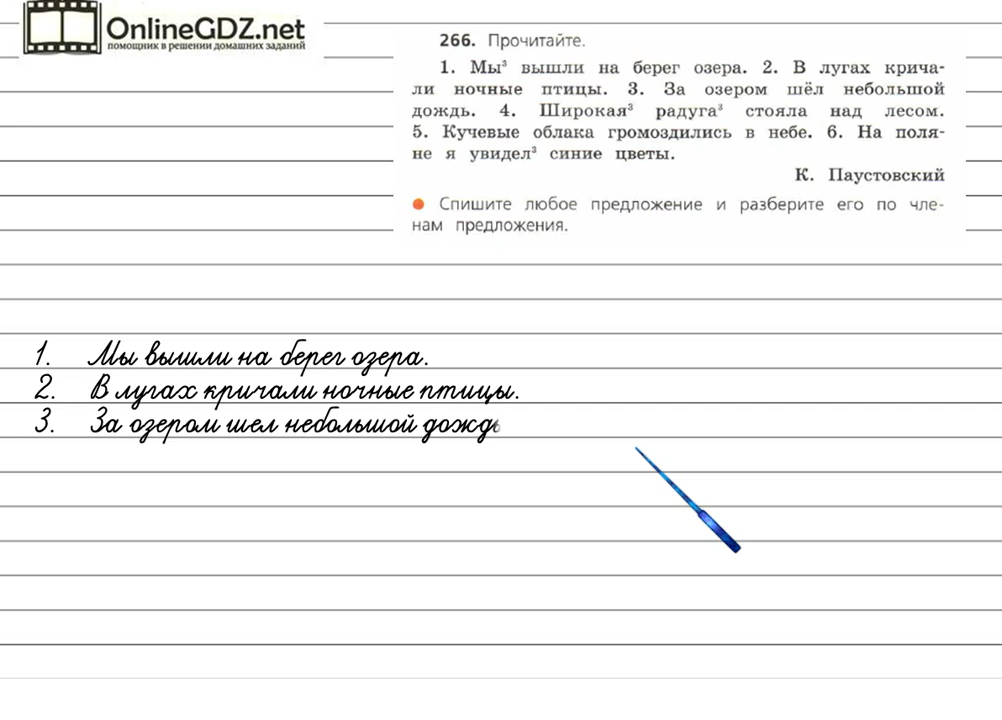 OnlineGDZ.net
помощник в решении домашних заданий
266. Прочитайте.
1. Мы³ вышли на берег озера. 2. В лугах крича-
ли ночные птицы. 3. За озером шёл небольшой
дождь. 4. Широкая³ радуга³ стояла над лесом.
5. Кучевые облака громоздились в небе. 6. На поля-
не я увидел³ синие цветы.
К. Паустовский
Спишите любое предложение и разберите его по чле-
нам предложения.
1. Мы вышли на берег озера.
2. В лугах кричали ночные птицы.
3. За озером шел небольшой дождь